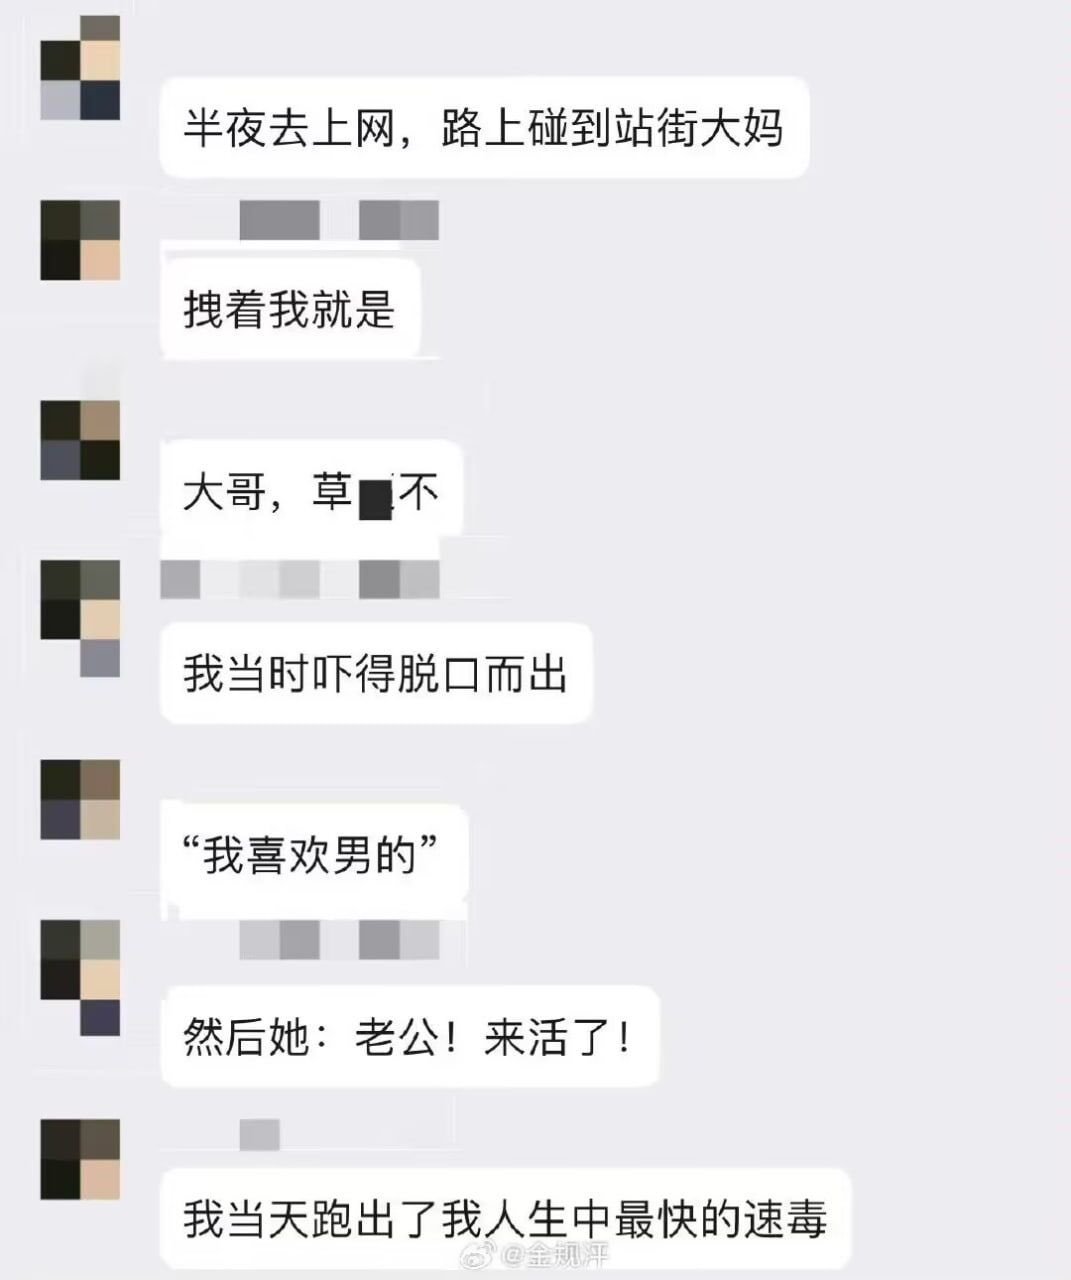 半夜去上网，路上碰到站街大妈
拽着我就是
大哥，草 不
我当时吓得脱口而出
“我喜欢男的”
然后她：老公！来活了！
我当天跑出了我人生中最快的速毒
@金规泙